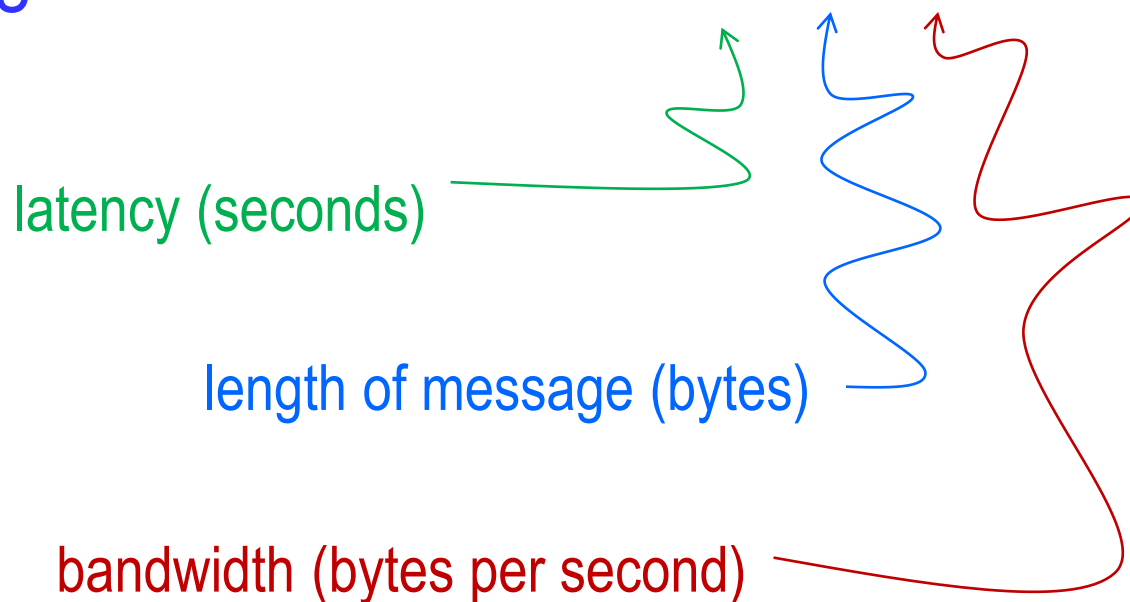 latency (seconds)
length of message (bytes)
bandwidth (bytes per second)